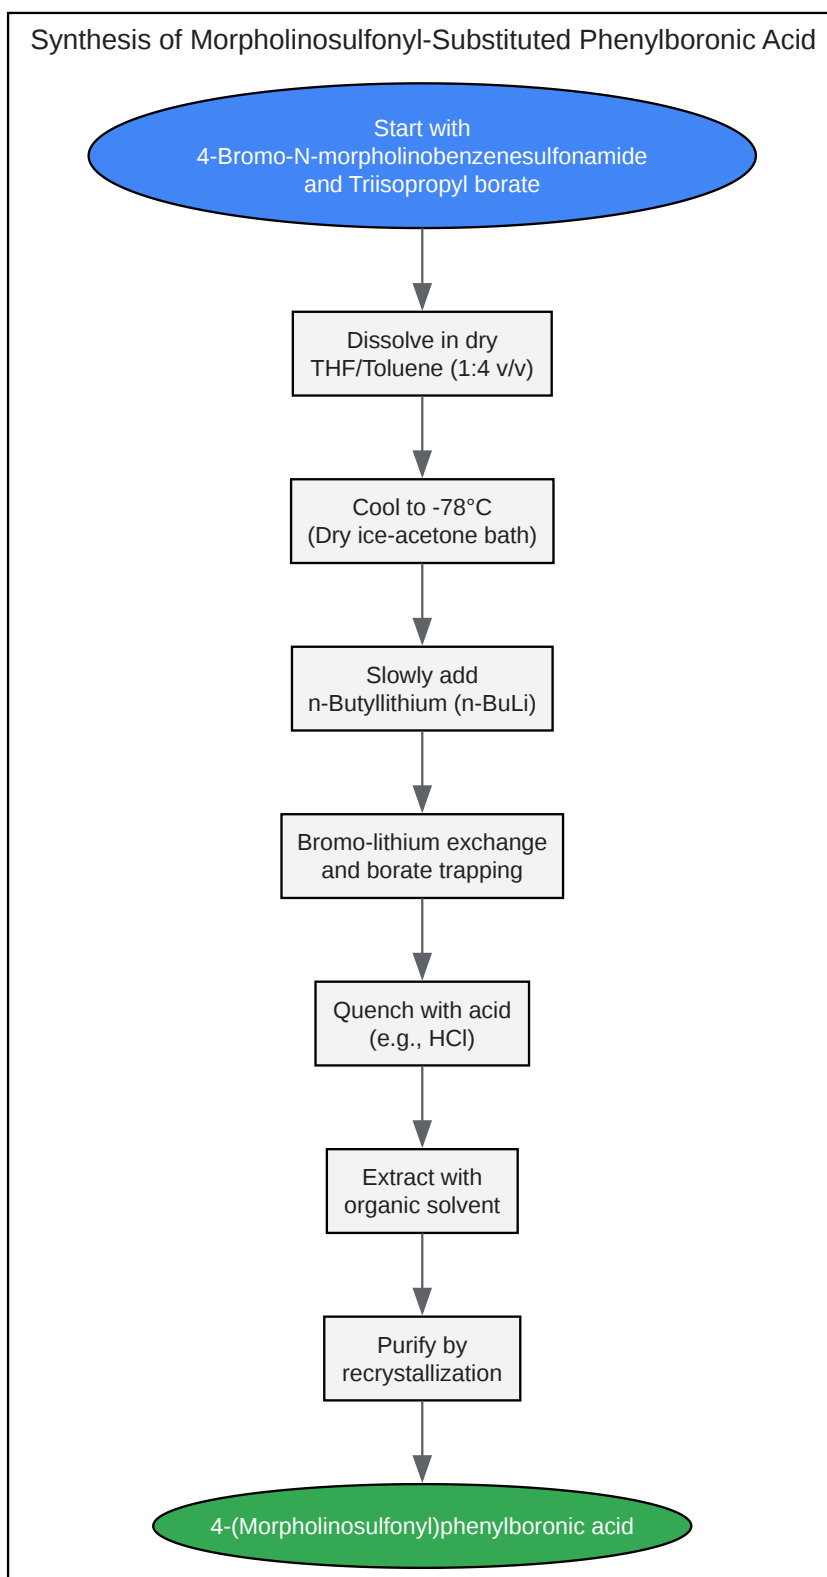 Synthesis of Morpholinosulfonyl-Substituted Phenylboronic Acid
Start with
4-Bromo-N-morpholinobenzenesulfonamide
and Triisopropyl borate
Dissolve in dry
THF/Toluene (1:4 v/v)
Cool to -78°C
(Dry ice-acetone bath)
Slowly add
n-Butyllithium (n-BuLi)
Bromo-lithium exchange
and borate trapping
Quench with acid
(e.g., HCl)
Extract with
organic solvent
Purify by
recrystallization
4-(Morpholinosulfonyl)phenylboronic acid